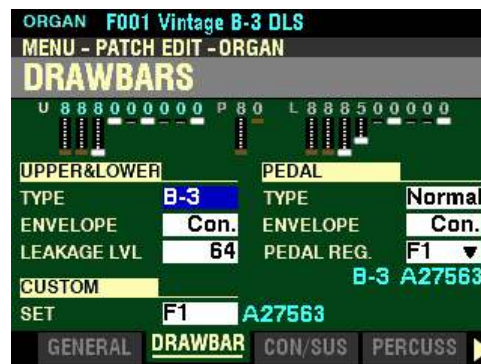 ORGAN F001 Vintage B-3 DLS
MENU - PATCH EDIT - ORGAN
DRAWBARS
U 888000000 P 80 L 888500000
UPPER&LOWER PEDAL
TYPE B-3 TYPE Normal
ENVELOPE Con. ENVELOPE Con.
LEAKAGE LVL 64 PEDAL REG. F1 ▼
B-3 A27563
CUSTOM
SET F1 A27563
GENERAL DRAWBAR CON/SUS PERCUSS